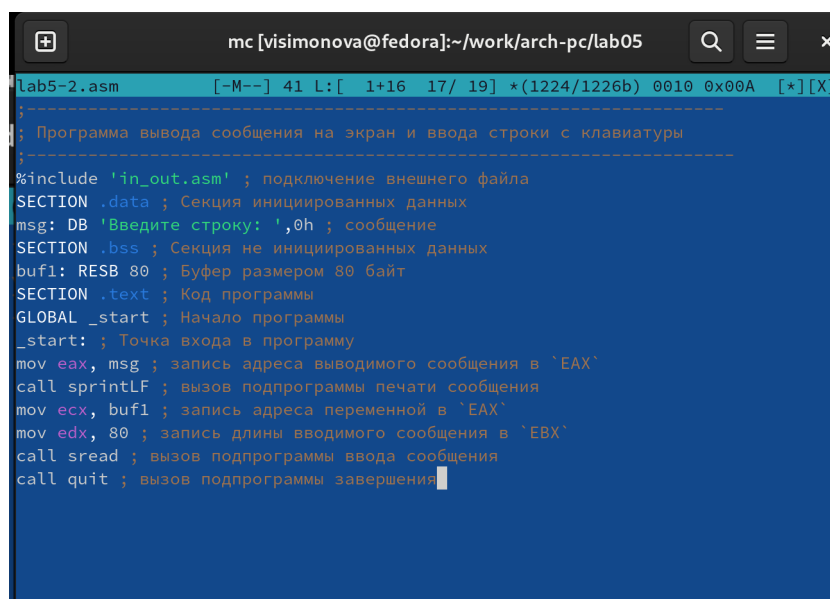 mc [visimonova@fedora]:~/work/arch-pc/lab05
lab5-2.asm [-M--] 41 L:[ 1+16 17/ 19] *(1224/1226b) 0010 0x00A [*][X]
;--------------------------------------------------------------------
; Программа вывода сообщения на экран и ввода строки с клавиатуры
;---------------------------------------------------------------------
%include 'in_out.asm' ; подключение внешнего файла
SECTION .data ; Секция инициированных данных
msg: DB 'Введите строку: ',0h ; сообщение
SECTION .bss ; Секция не инициированных данных
buf1: RESB 80 ; Буфер размером 80 байт
SECTION .text ; Код программы
GLOBAL _start ; Начало программы
_start: ; Точка входа в программу
mov eax, msg ; запись адреса выводимого сообщения в `EAX`
call sprintLF ; вызов подпрограммы печати сообщения
mov ecx, buf1 ; запись адреса переменной в `EAX`
mov edx, 80 ; запись длины вводимого сообщения в `EBX`
call sread ; вызов подпрограммы ввода сообщения
call quit ; вызов подпрограммы завершения